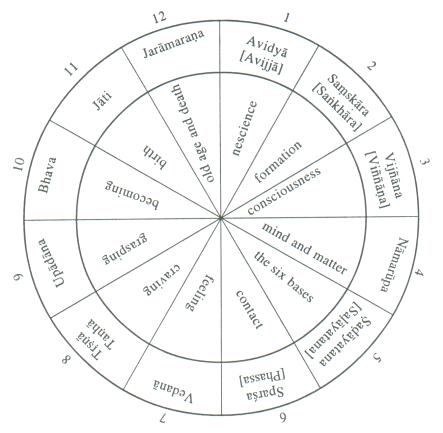 1
Avidyā
[Avijjā]
nescience
2
Saṃskāra
[Saṅkhāra]
formation
3
Vijñāna
[Viññāṇa]
consciousness
4
Nāmarūpa
mind and matter
5
Ṣaḍāyatana
[Saḷāyatana]
the six bases
6
Sparśa
[Phassa]
contact
7
Vedanā
feeling
8
Tṛṣṇā
Taṇhā
craving
9
Upādāna
grasping
10
Bhava
becoming
11
Jāti
birth
12
Jarāmaraṇa
old age and death